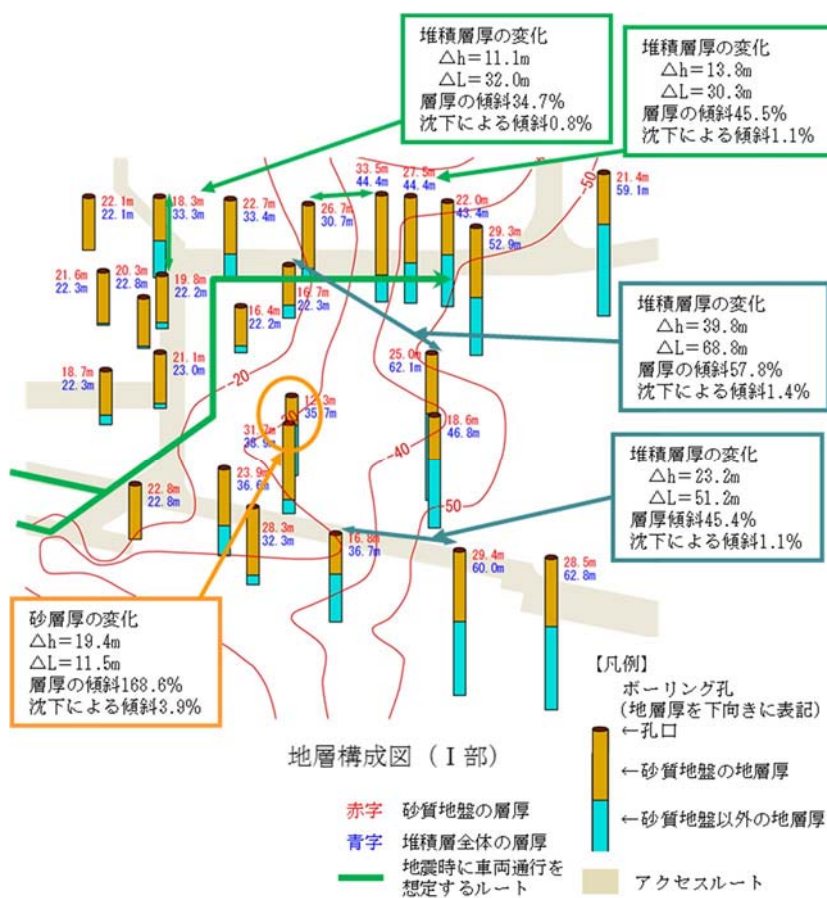 堆積層厚の変化
△h＝11.1m
△L＝32.0m
層厚の傾斜34.7%
沈下による傾斜0.8%
堆積層厚の変化
△h＝13.8m
△L＝30.3m
層厚の傾斜45.5%
沈下による傾斜1.1%
22.1m
22.1m
18.3m
33.3m
22.7m
33.4m
26.7m
30.7m
33.5m
44.4m
27.5m
44.4m
22.0m
43.4m
29.3m
52.9m
-50
21.4m
59.1m
21.6m
22.3m
20.3m
22.8m
19.8m
22.2m
16.4m
22.2m
16.7m
22.3m
18.7m
22.3m
21.1m
23.0m
-20
25.0m
62.1m
18.6m
46.8m
堆積層厚の変化
△h＝39.8m
△L＝68.8m
層厚の傾斜57.8%
沈下による傾斜1.4%
31.7m
38.9m
-40
-50
22.8m
22.8m
23.9m
36.6m
28.3m
32.3m
16.8m
36.7m
29.4m
60.0m
28.5m
62.8m
堆積層厚の変化
△h＝23.2m
△L＝51.2m
層厚傾斜45.4%
沈下による傾斜1.1%
砂層厚の変化
△h＝19.4m
△L＝11.5m
層厚の傾斜168.6%
沈下による傾斜3.9%
地層構成図（Ⅰ部）
【凡例】
ボーリング孔
(地層厚を下向きに表記)
←孔口
←砂質地盤の地層厚
←砂質地盤以外の地層厚
赤字 砂質地盤の層厚
青字 堆積層全体の層厚
地震時に車両通行を
想定するルート
アクセスルート